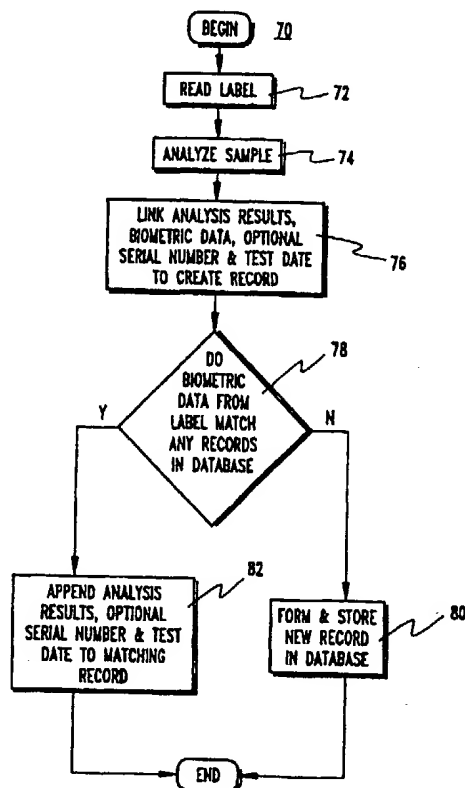 BEGIN
70
READ LABEL
72
ANALYZE SAMPLE
74
LINK ANALYSIS RESULTS,
BIOMETRIC DATA, OPTIONAL
SERIAL NUMBER & TEST DATE
TO CREATE RECORD
76
DO
BIOMETRIC
DATA FROM
LABEL MATCH
ANY RECORDS
IN DATABASE
78
Y
N
APPEND ANALYSIS
RESULTS, OPTIONAL
SERIAL NUMBER & TEST
DATE TO MATCHING
RECORD
82
FORM & STORE
NEW RECORD
IN DATABASE
80
END